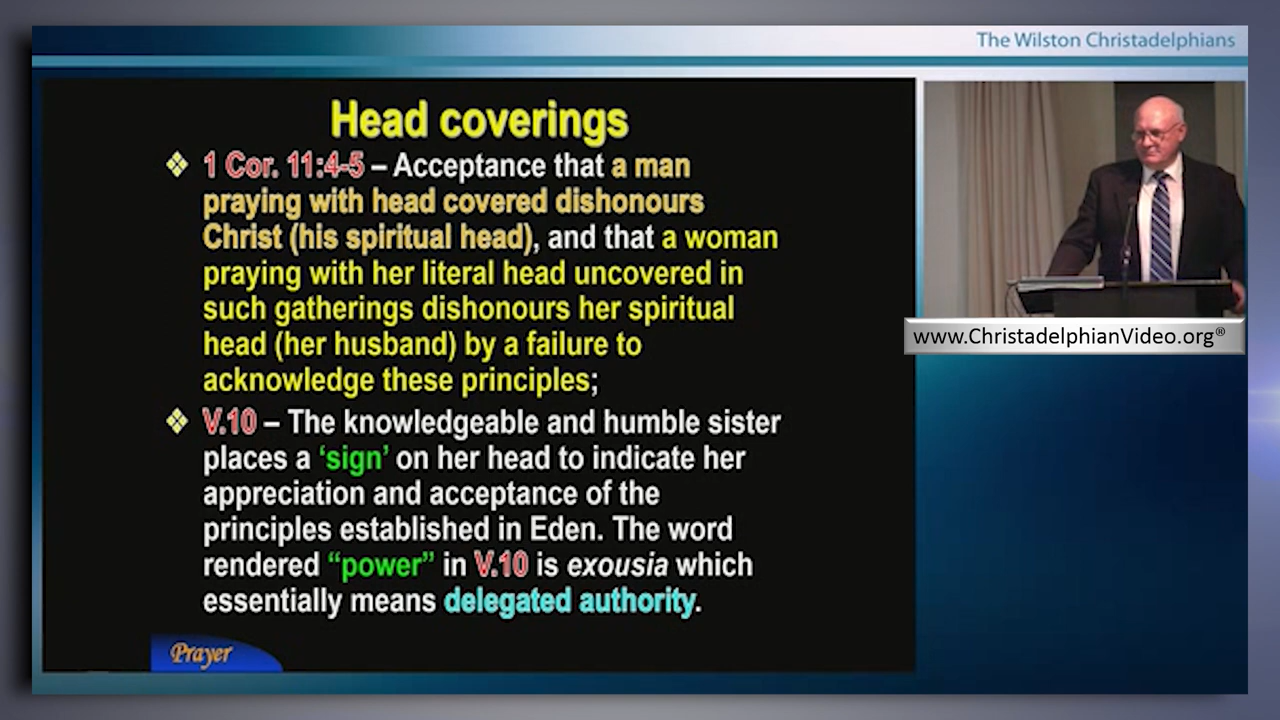 The Wilston Christadelphians
Head coverings
❖ 1 Cor. 11:4-5 – Acceptance that a man
praying with head covered dishonours
Christ (his spiritual head), and that a woman
praying with her literal head uncovered in
such gatherings dishonours her spiritual
head (her husband) by a failure to
acknowledge these principles;
❖ V.10 – The knowledgeable and humble sister
places a ‘sign’ on her head to indicate her
appreciation and acceptance of the
principles established in Eden. The word
rendered “power” in V.10 is exousia which
essentially means delegated authority.
Prayer
www.ChristadelphianVideo.org®